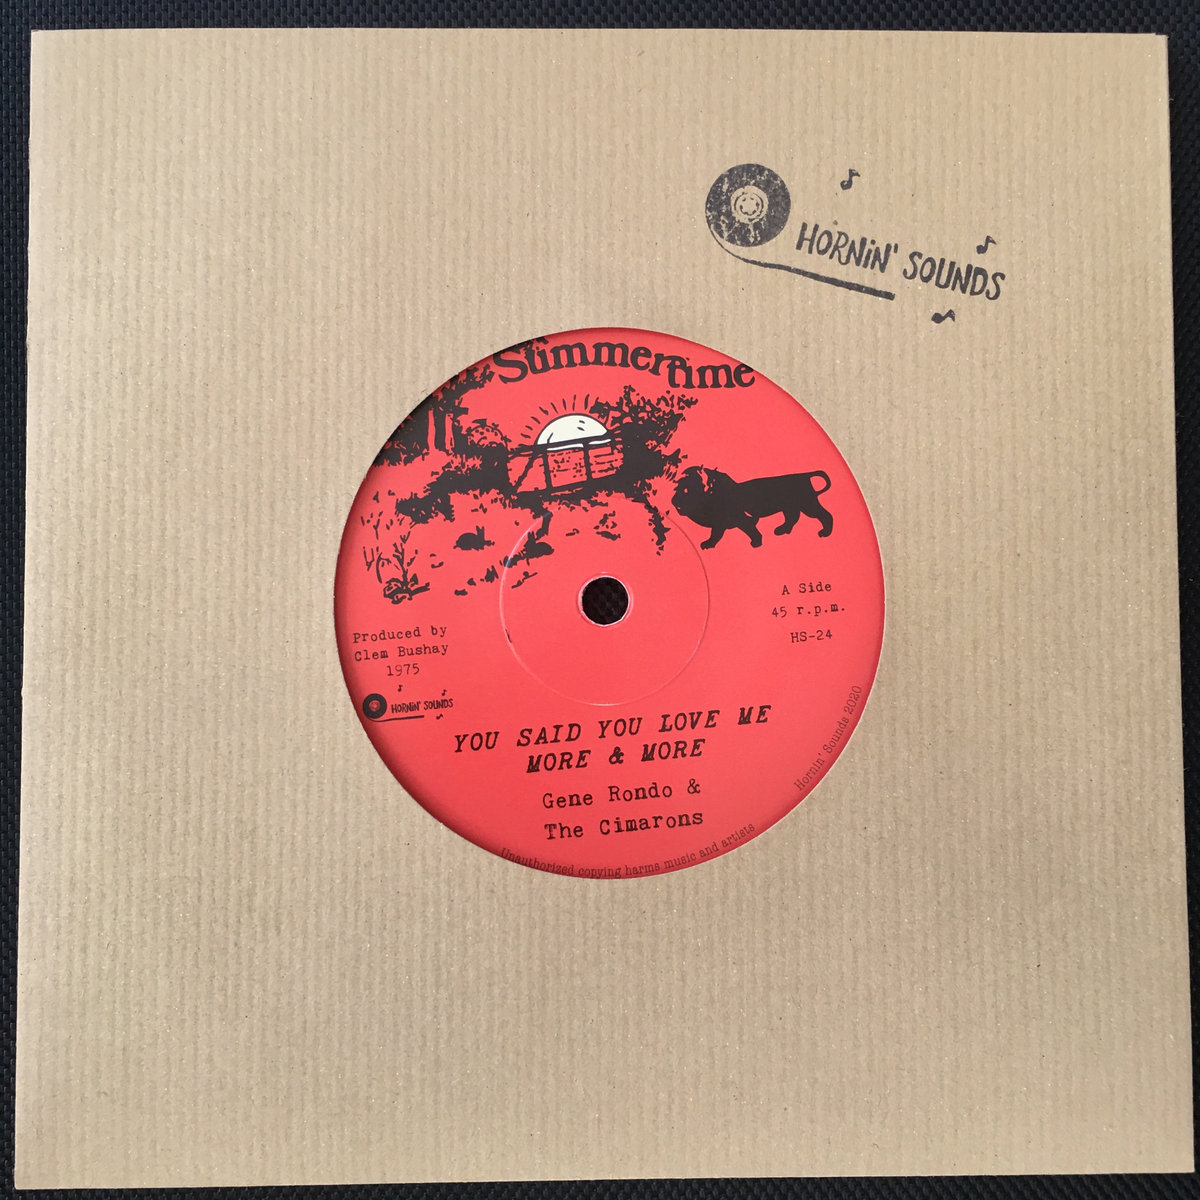 HORNiN' SOUNDS
Summertime
A Side
45 r.p.m.
HS-24
Produced by
Clem Bushay
1975
HORNiN' SOUNDS
YOU SAID YOU LOVE ME
MORE & MORE
Gene Rondo &
The Cimarons
Hornin' Sounds 2020
Unauthorized copying harms music and artists